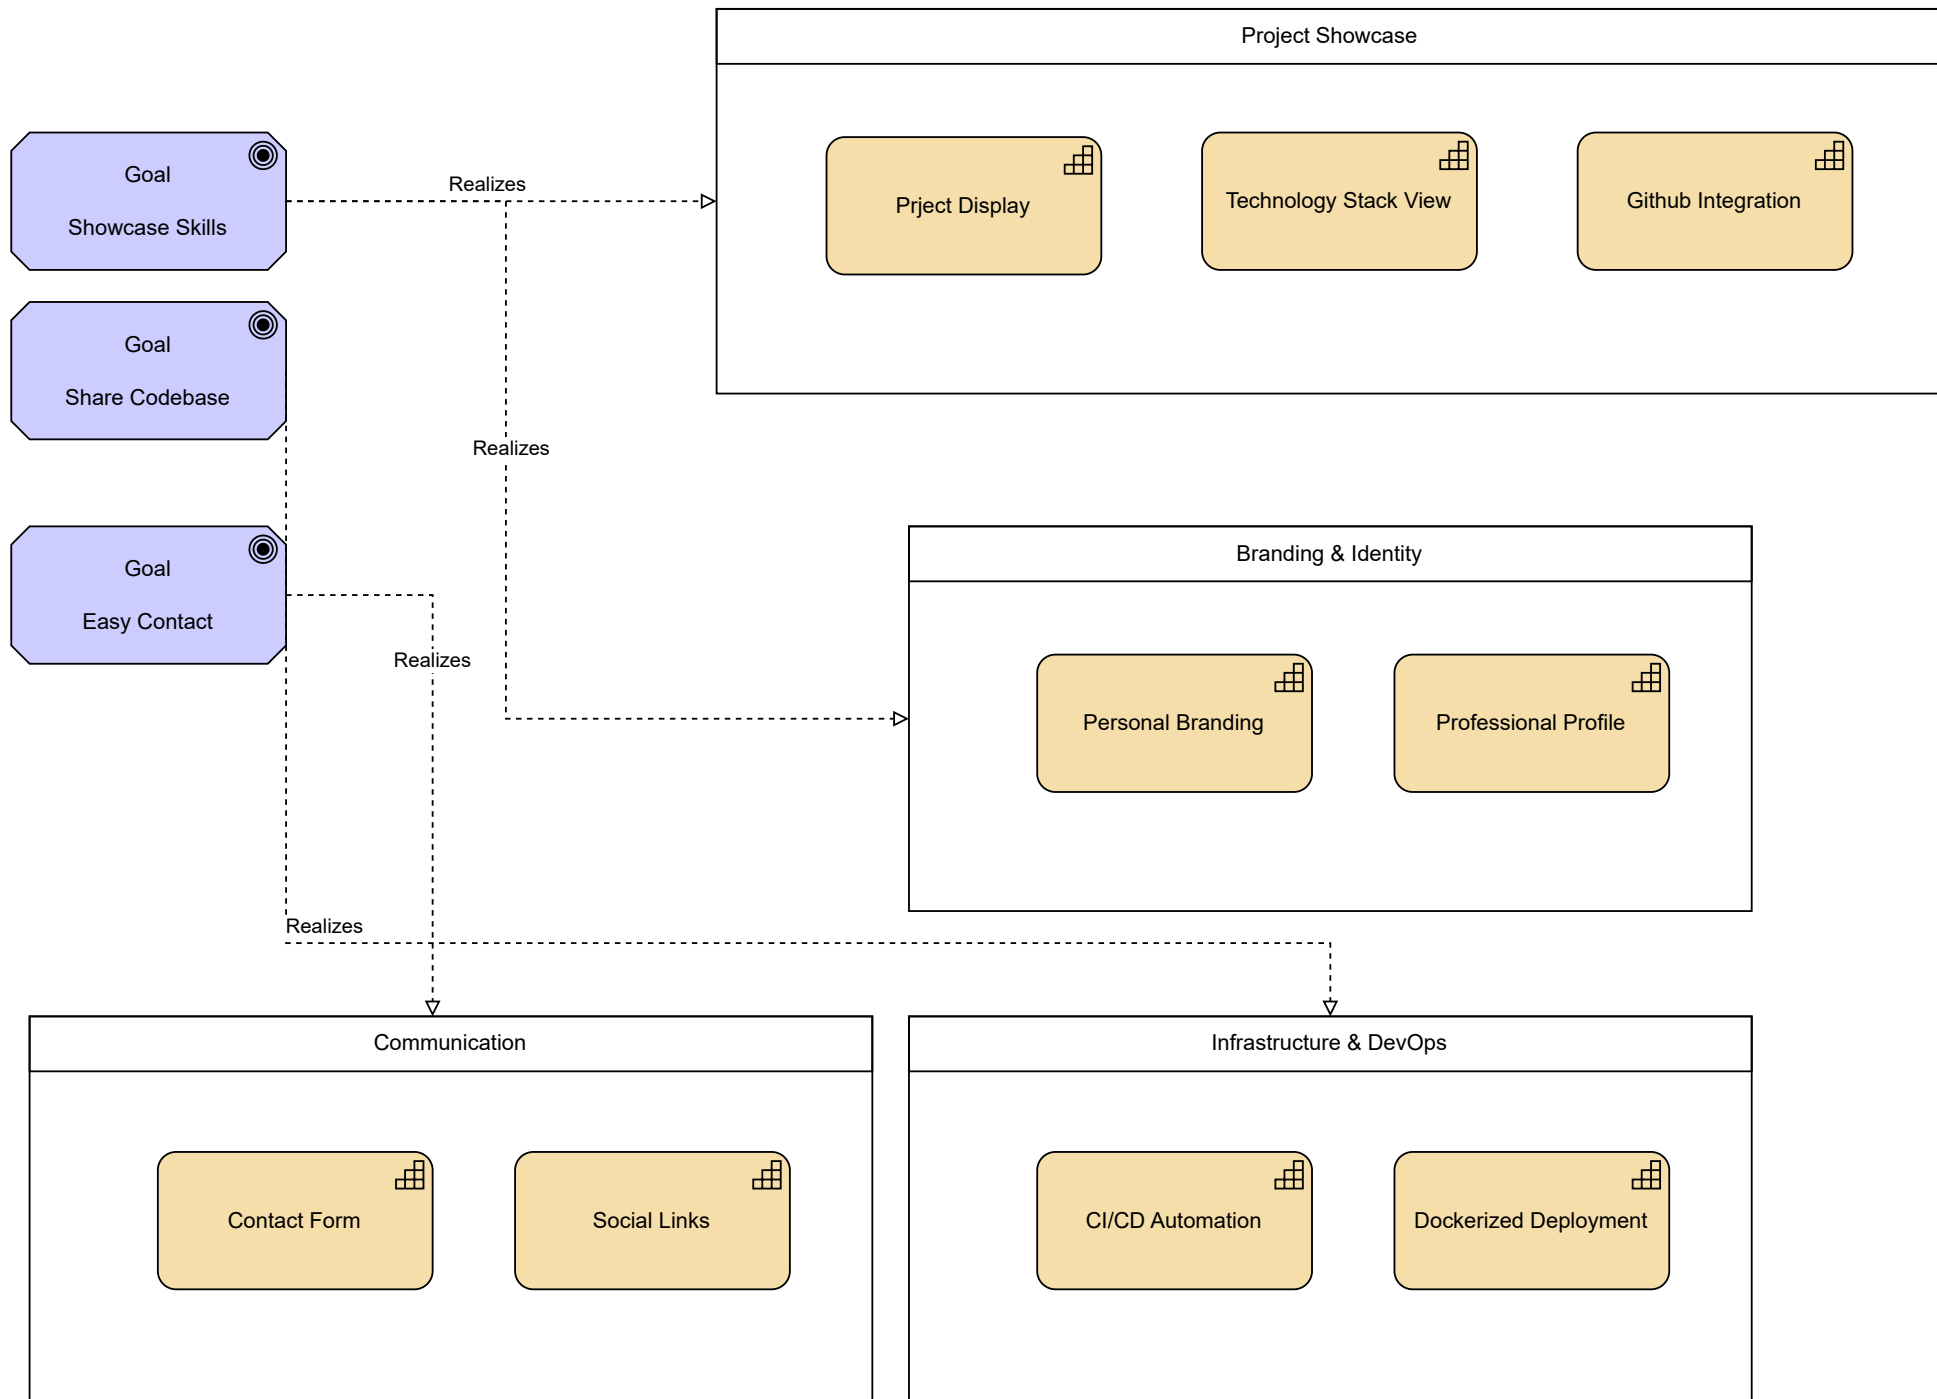 Project Showcase
Goal
Showcase Skills
Realizes
Prject Display
Technology Stack View
Github Integration
Goal
Share Codebase
Realizes
Goal
Easy Contact
Realizes
Branding & Identity
Personal Branding
Professional Profile
Realizes
Communication
Contact Form
Social Links
Infrastructure & DevOps
CI/CD Automation
Dockerized Deployment